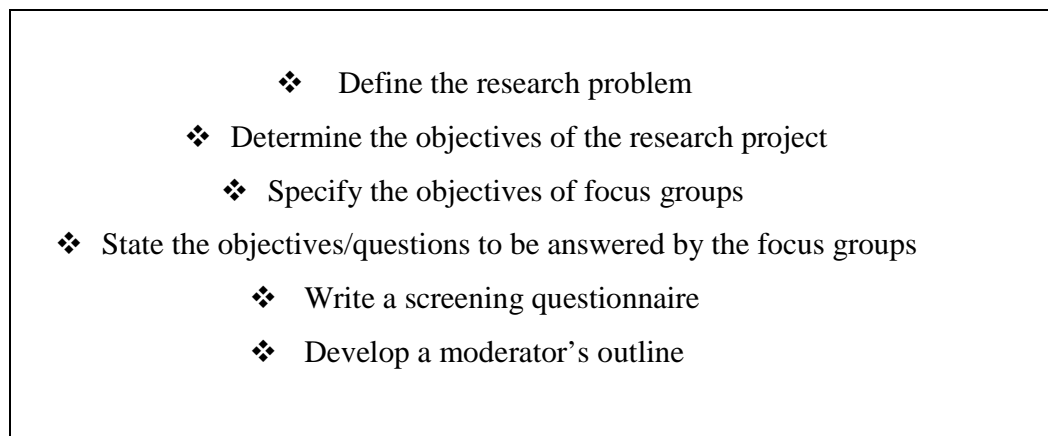 ❖ Define the research problem
❖ Determine the objectives of the research project
❖ Specify the objectives of focus groups
❖ State the objectives/questions to be answered by the focus groups
❖ Write a screening questionnaire
❖ Develop a moderator’s outline